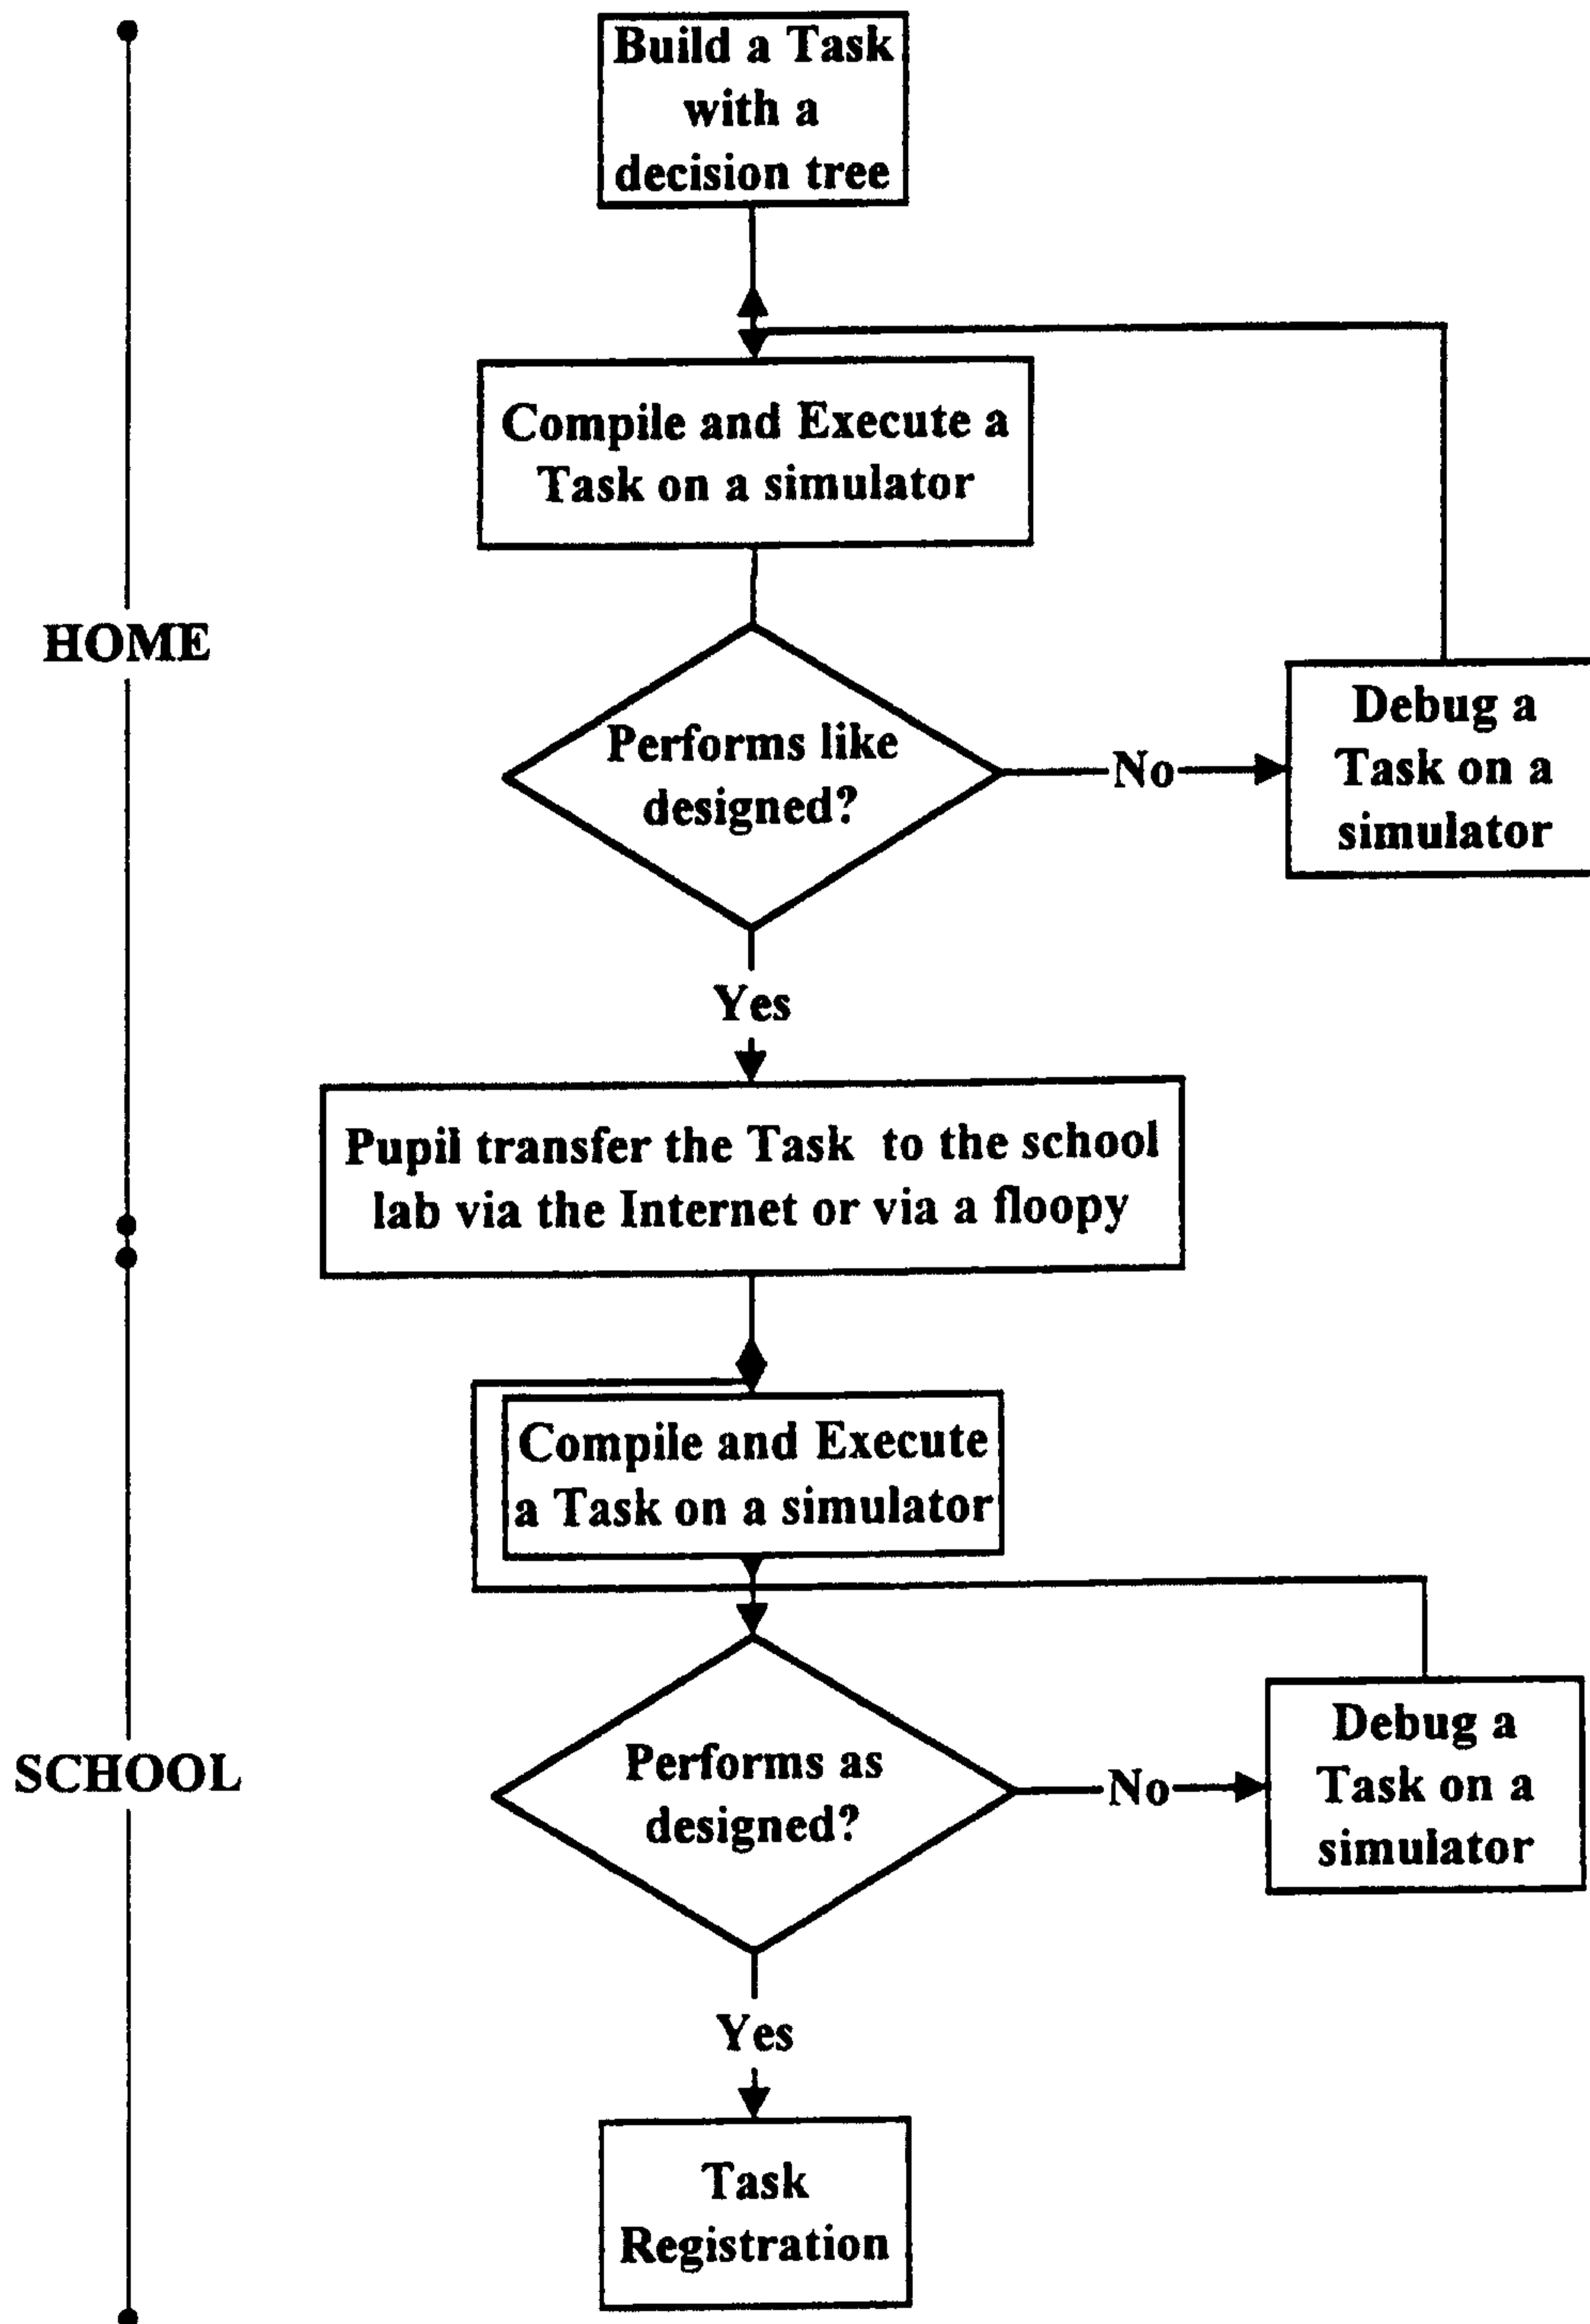 Build a Task
with a
decision tree
Compile and Execute a
Task on a simulator
HOME
Performs like
designed?
No
Debug a
Task on a
simulator
Yes
Pupil transfer the Task to the school
lab via the Internet or via a floopy
Compile and Execute
a Task on a simulator
SCHOOL
Performs as
designed?
No
Debug a
Task on a
simulator
Yes
Task
Registration